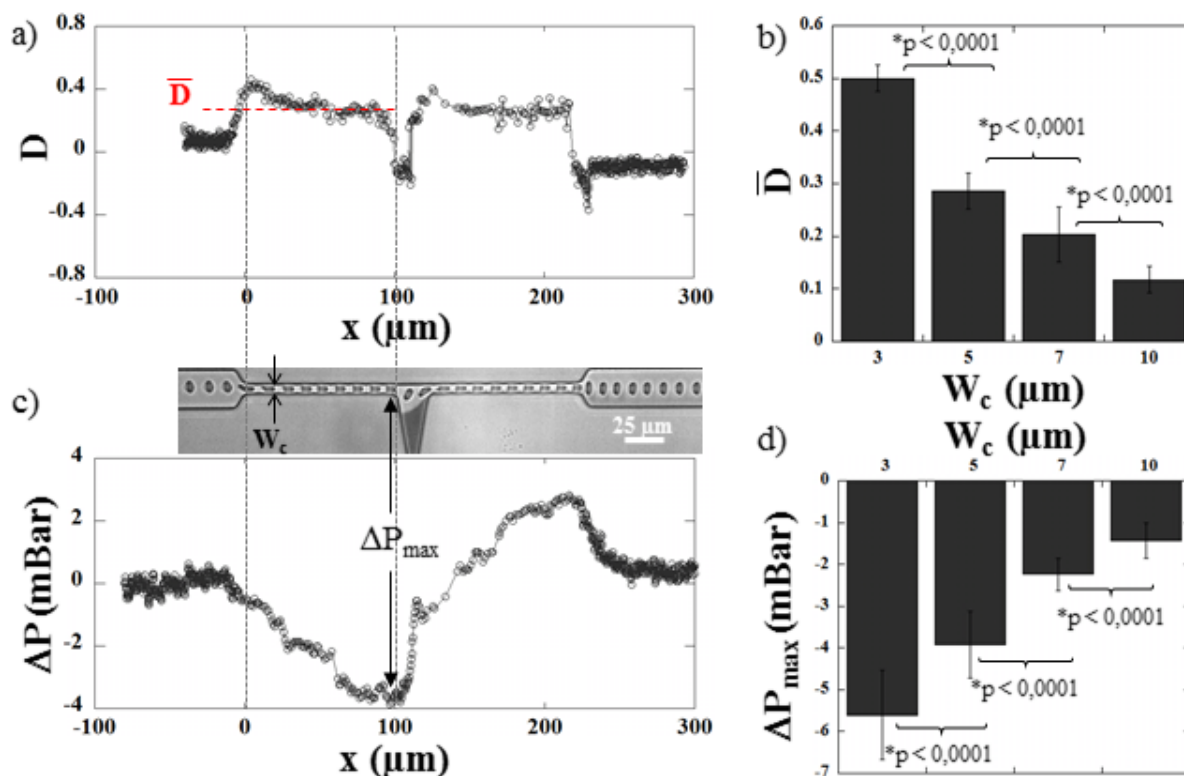 a)
0.8
0.4
0
-0.4
-0.8
D
D
-100
0
100
200
300
x (µm)
b)
0.6
0.5
0.4
0.3
0.2
0.1
0
D
*p < 0,0001
*p < 0,0001
*p < 0,0001
3
5
7
10
W_c (µm)
c)
W_c
25 µm
4
2
0
-2
-4
ΔP (mBar)
ΔP_max
-100
0
100
200
300
x (µm)
W_c (µm)
d)
3
5
7
10
0
-1
-2
-3
-4
-5
-6
-7
ΔP_max (mBar)
*p < 0,0001
*p < 0,0001
*p < 0,0001